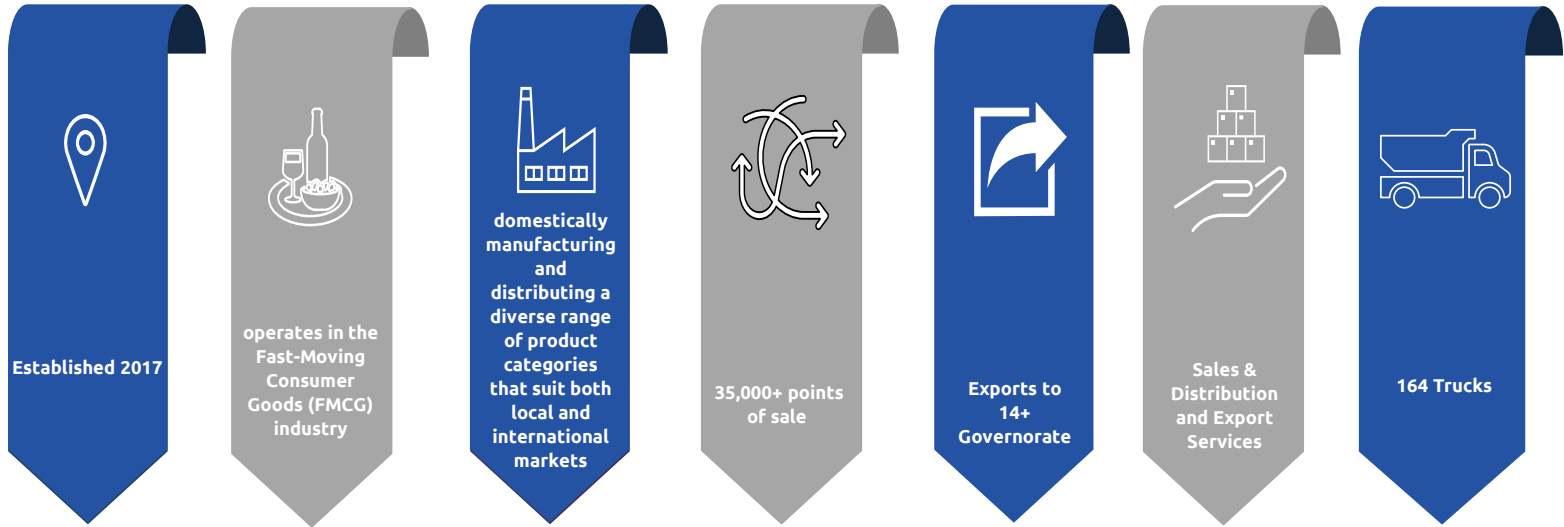 Established 2017
operates in the
Fast-Moving
Consumer
Goods (FMCG)
industry
domestically
manufacturing
and
distributing a
diverse range
of product
categories
that suit both
local and
international
markets
35,000+ points
of sale
Exports to
14+
Governorate
Sales &
Distribution
and Export
Services
164 Trucks